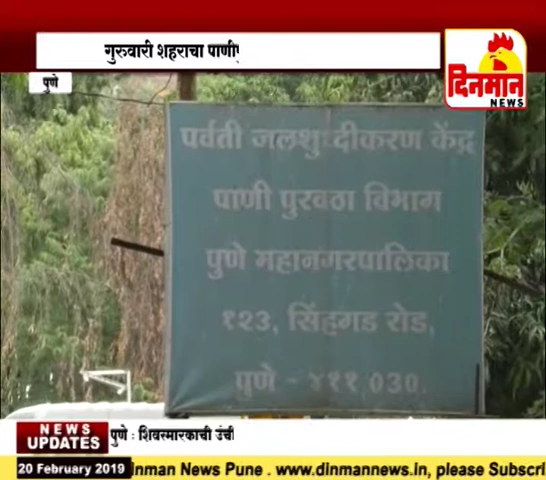 गुरुवारी शहराचा
पुणे
दिनमान
NEWS
पर्वती जलशुध्दीकरण केंद्र
पाणी पुरवठा विभाग
पुणे महानगरपालिका
१२३, सिंहगड रोड,
पुणे - ४११ 030.
NEWS
UPDATES
पुणे : शिवस्मारकाची उंची
20 February 2019
inman News Pune . www.dinmannews.in, please Subscri